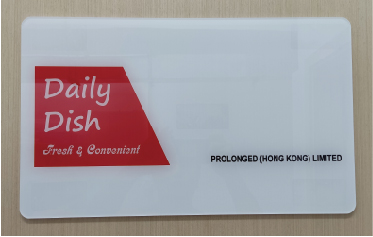 Daily
Dish
Fresh & Convenient
PROLONGED (HONG KONG) LIMITED